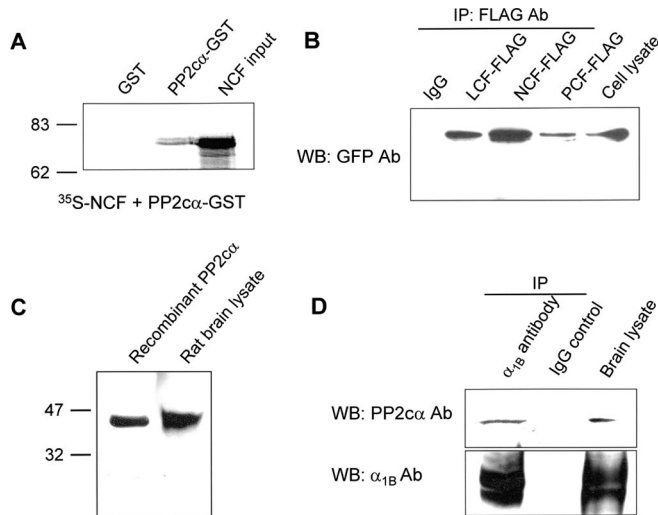 A
GST
PP2cα-GST
NCF input
83
62
³⁵S-NCF + PP2cα-GST
B
IP: FLAG Ab
IgG
LCF-FLAG
NCF-FLAG
PCF-FLAG
Cell lysate
WB: GFP Ab
C
Recombinant PP2cα
Rat brain lysate
47
32
D
IP
α₁B antibody
IgG control
Brain lysate
WB: PP2cα Ab
WB: α₁B Ab